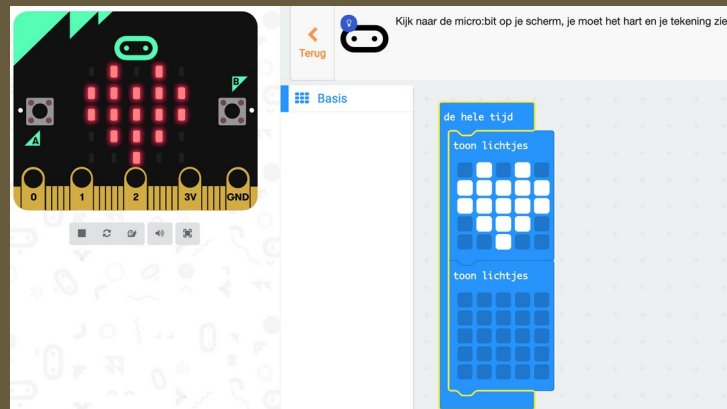 Kijk naar de micro:bit op je scherm, je moet het hart en je tekening zie
Terug
B
A
0 1 2 3V GND
Basis
de hele tijd
toon lichtjes
toon lichtjes